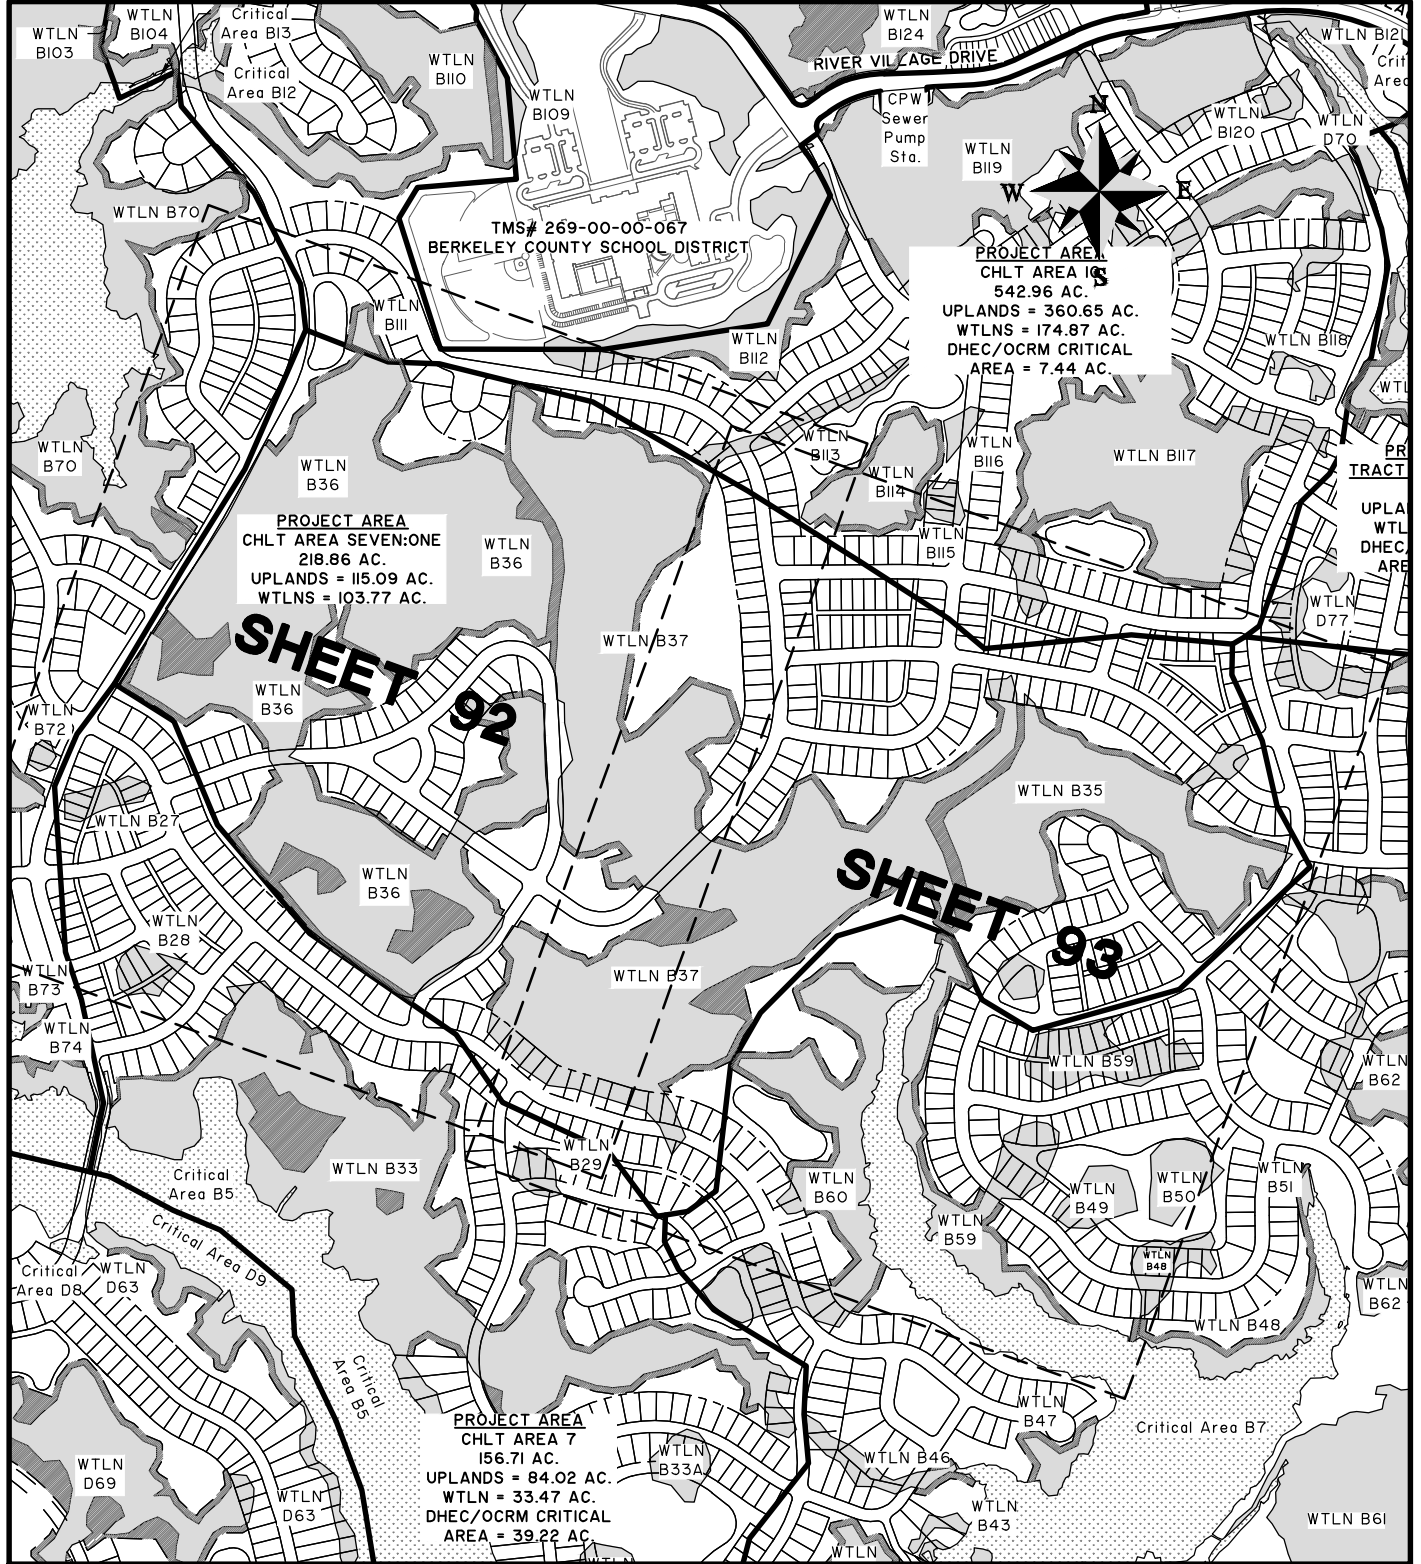 WTLN
B103
WTLN
B104
Critical
Area B13
Critical
Area B12
WTLN
B110
WTLN
B109
WTLN
B124
RIVER VILLAGE DRIVE
CPW
Sewer
Pump
Sta.
WTLN
B119
WTLN
B120
WTLN
D70
N
W
E
S
WTLN B70
TMS# 269-00-00-067
BERKELEY COUNTY SCHOOL DISTRICT
PROJECT AREA
CHLT AREA 10
542.96 AC.
UPLANDS = 360.65 AC.
WTLNS = 174.87 AC.
DHEC/OCRM CRITICAL
AREA = 7.44 AC.
WTLN
B111
WTLN
B112
WTLN B118
WTLN
B70
WTLN
B36
WTLN
B113
WTLN
B114
WTLN
B116
WTLN B117
PROJECT AREA
CHLT AREA SEVEN:ONE
218.86 AC.
UPLANDS = 115.09 AC.
WTLNS = 103.77 AC.
WTLN
B36
WTLN
B115
WTLN
D77
WTLN B37
SHEET 92
WTLN
B36
WTLN
B72
WTLN B27
WTLN B35
WTLN
B36
SHEET 93
WTLN
B28
WTLN
B73
WTLN B37
WTLN
B74
WTLN B59
WTLN
B62
WTLN
B29
WTLN B33
Critical
Area B5
WTLN
B60
WTLN
B49
WTLN
B50
WTLN
B51
WTLN
B59
Critical Area D9
WTLN
B48
Critical
Area D8
WTLN
D63
WTLN
B62
WTLN B48
Critical
Area B5
WTLN
B47
Critical Area B7
PROJECT AREA
CHLT AREA 7
156.71 AC.
UPLANDS = 84.02 AC.
WTLN = 33.47 AC.
DHEC/OCRM CRITICAL
AREA = 39.22 AC.
WTLN
B33A
WTLN B46
WTLN
D69
WTLN
D63
WTLN
B43
WTLN B61
WTLN